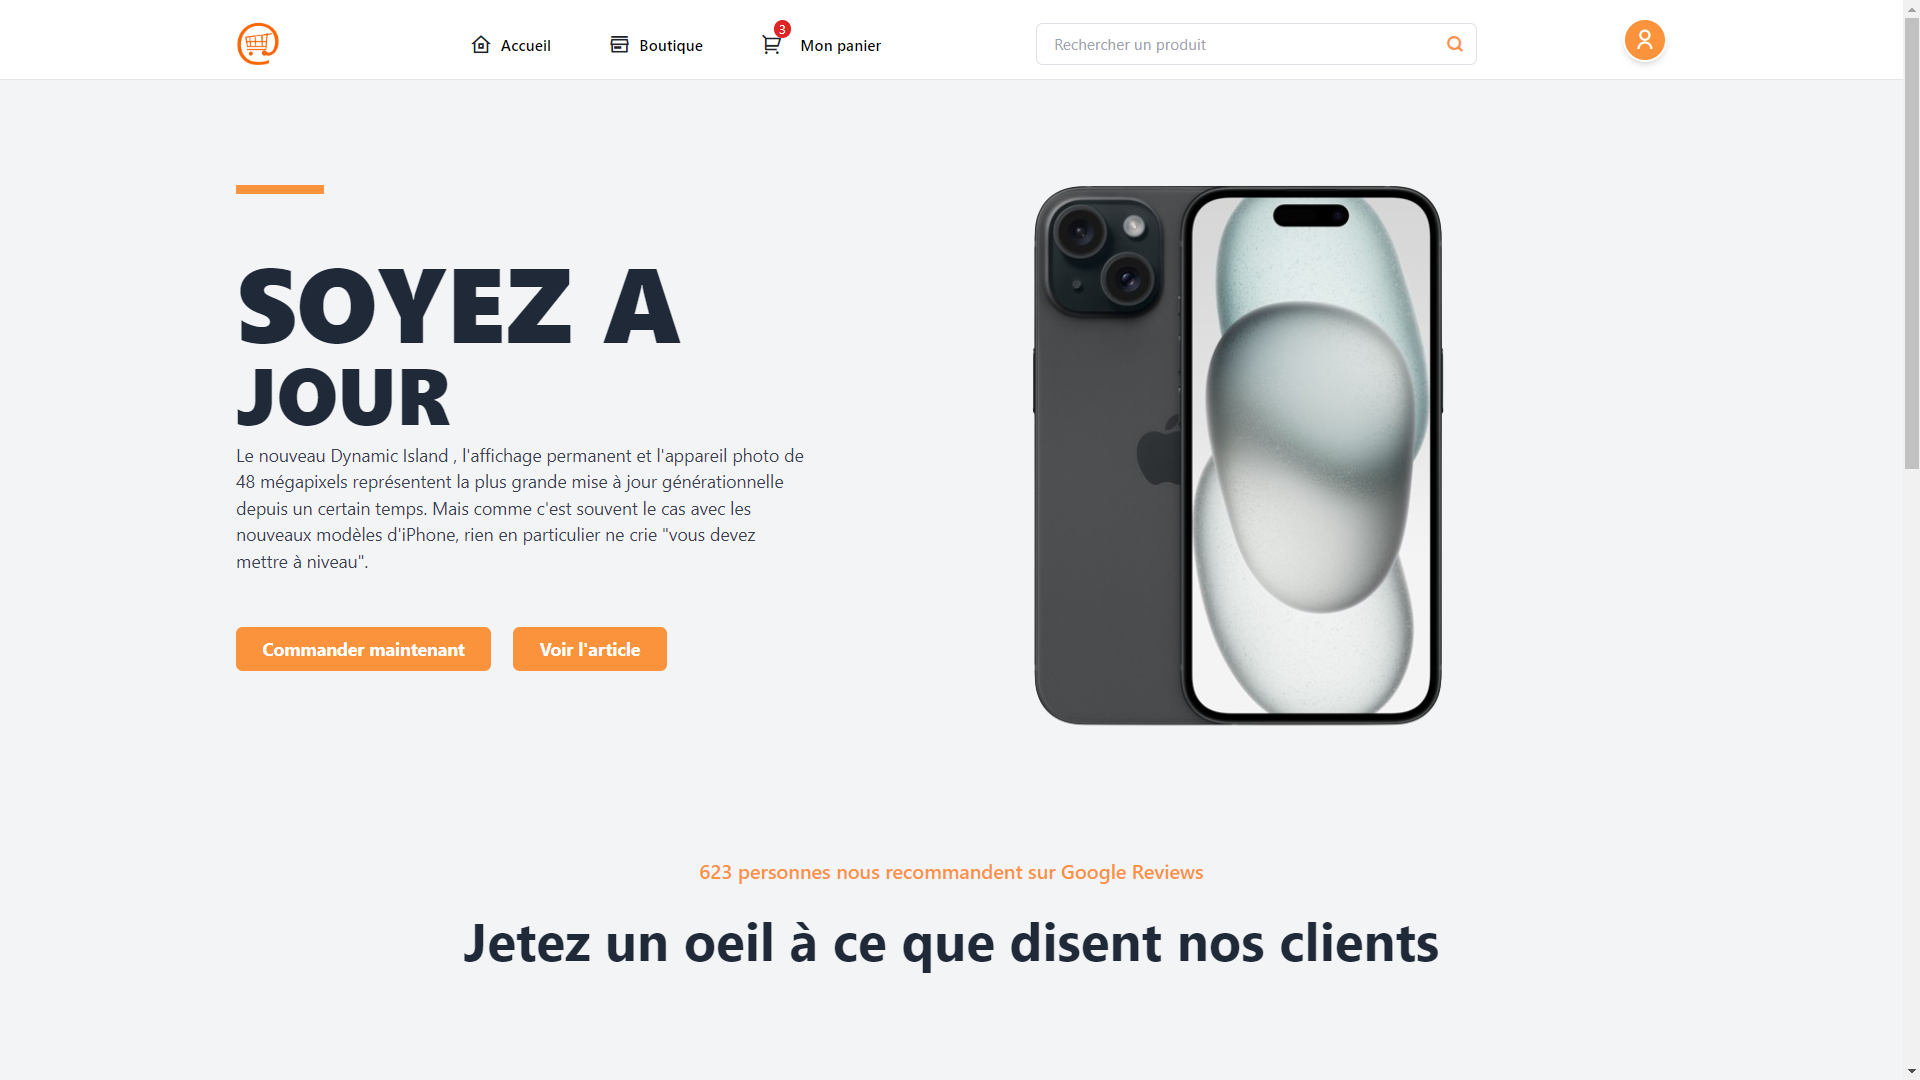 Accueil
Boutique
3
Mon panier
Rechercher un produit
SOYEZ A
JOUR
Le nouveau Dynamic Island , l'affichage permanent et l'appareil photo de
48 mégapixels représentent la plus grande mise à jour générationnelle
depuis un certain temps. Mais comme c'est souvent le cas avec les
nouveaux modèles d'iPhone, rien en particulier ne crie "vous devez
mettre à niveau".
Commander maintenant
Voir l'article
623 personnes nous recommandent sur Google Reviews
Jetez un oeil à ce que disent nos clients